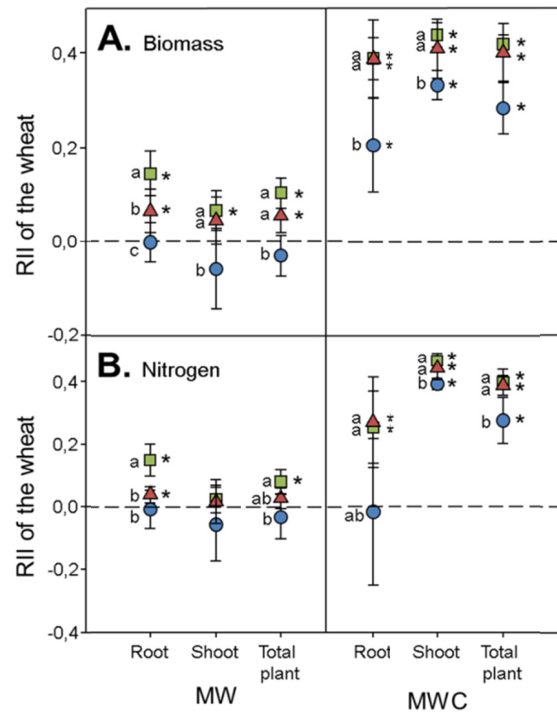 A. Biomass
RII of the wheat
0,4
0,2
0,0
-0,2
a * b * c
a * a b
a * a * b
a * a * b *
a * a * b *
* * *
B. Nitrogen
RII of the wheat
0,4
0,2
0,0
-0,2
-0,4
a * b * b
a * ab b
a * a * ab
a * a * b *
a * a * b *
Root Shoot Total plant Root Shoot Total plant
MW MWC